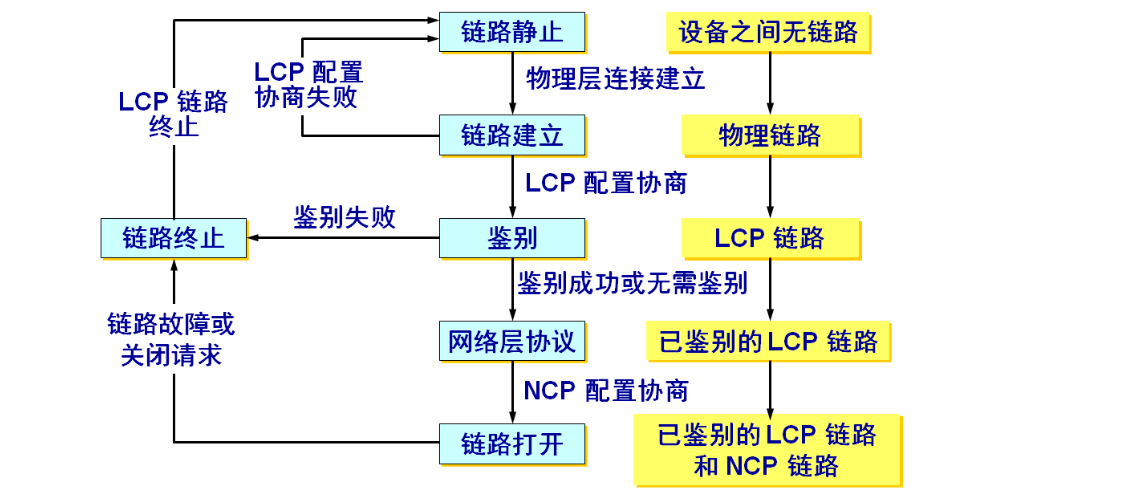 链路静止
设备之间无链路
LCP 配置
协商失败
物理层连接建立
LCP 链路
终止
链路建立
物理链路
LCP 配置协商
鉴别失败
链路终止
鉴别
LCP 链路
鉴别成功或无需鉴别
链路故障或
关闭请求
网络层协议
已鉴别的 LCP 链路
NCP 配置协商
链路打开
已鉴别的 LCP 链路
和 NCP 链路